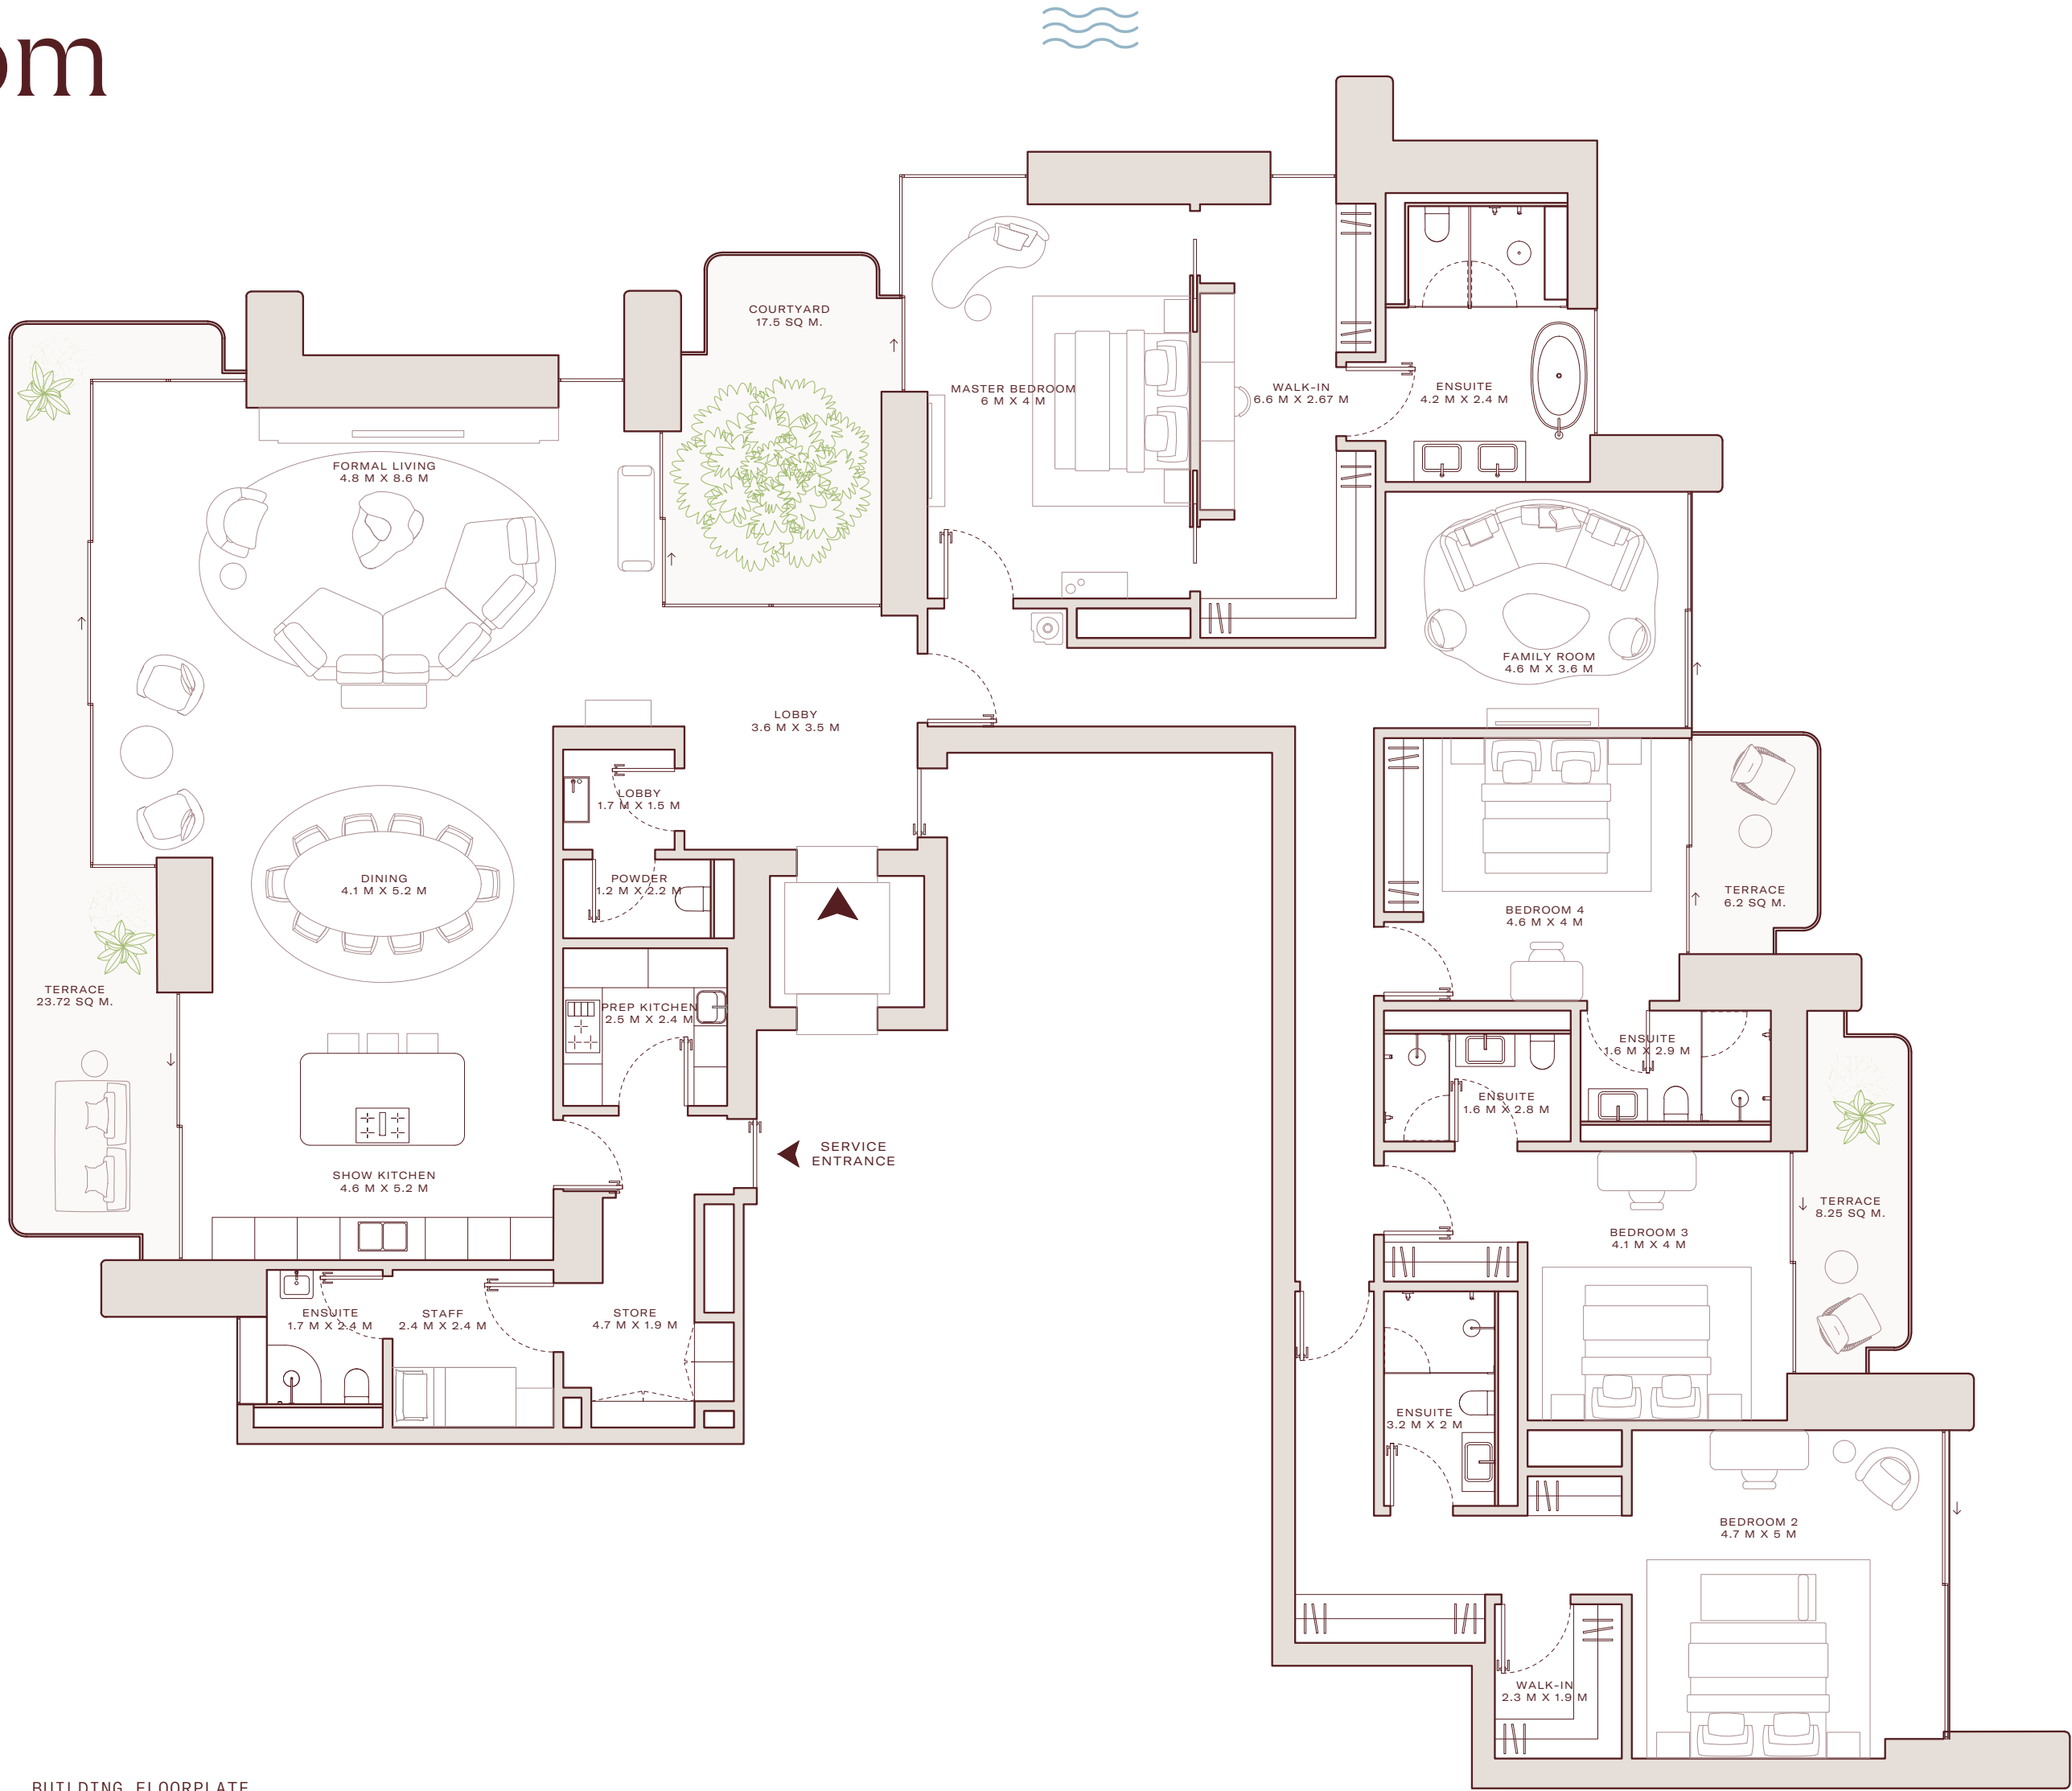 om
COURTYARD
17.5 SQ M.
MASTER BEDROOM
6 M X 4 M
WALK-IN
6.6 M X 2.67 M
ENSUITE
4.2 M X 2.4 M
FORMAL LIVING
4.8 M X 8.6 M
FAMILY ROOM
4.6 M X 3.6 M
LOBBY
3.6 M X 3.5 M
LOBBY
1.7 M X 1.5 M
DINING
4.1 M X 5.2 M
POWDER
1.2 M X 2.2 M
TERRACE
6.2 SQ M.
BEDROOM 4
4.6 M X 4 M
TERRACE
23.72 SQ M.
PREP KITCHEN
2.5 M X 2.4 M
ENSUITE
1.6 M X 2.9 M
ENSUITE
1.6 M X 2.8 M
SERVICE
ENTRANCE
SHOW KITCHEN
4.6 M X 5.2 M
TERRACE
8.25 SQ M.
BEDROOM 3
4.1 M X 4 M
ENSUITE
1.7 M X 2.4 M
STAFF
2.4 M X 2.4 M
STORE
4.7 M X 1.9 M
ENSUITE
3.2 M X 2 M
BEDROOM 2
4.7 M X 5 M
WALK-IN
2.3 M X 1.9 M
BUILDING FLOORPLATE